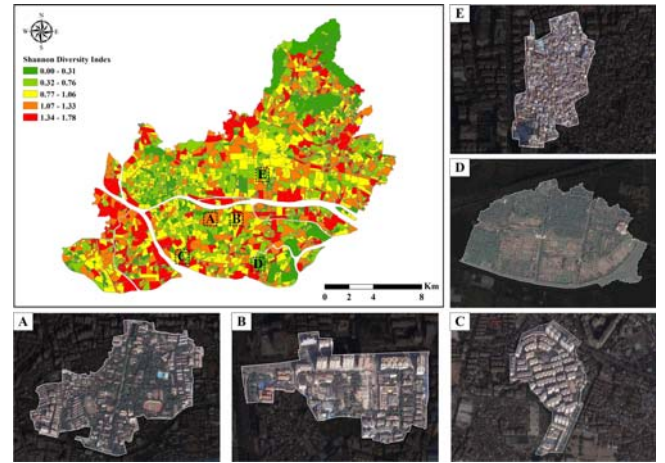 N
W E
S
Shannon Diversity Index
0.00 - 0.31
0.32 - 0.76
0.77 - 1.06
1.07 - 1.33
1.34 - 1.78
E
A B
C
D
Km
0 2 4 8
E
D
A
B
C